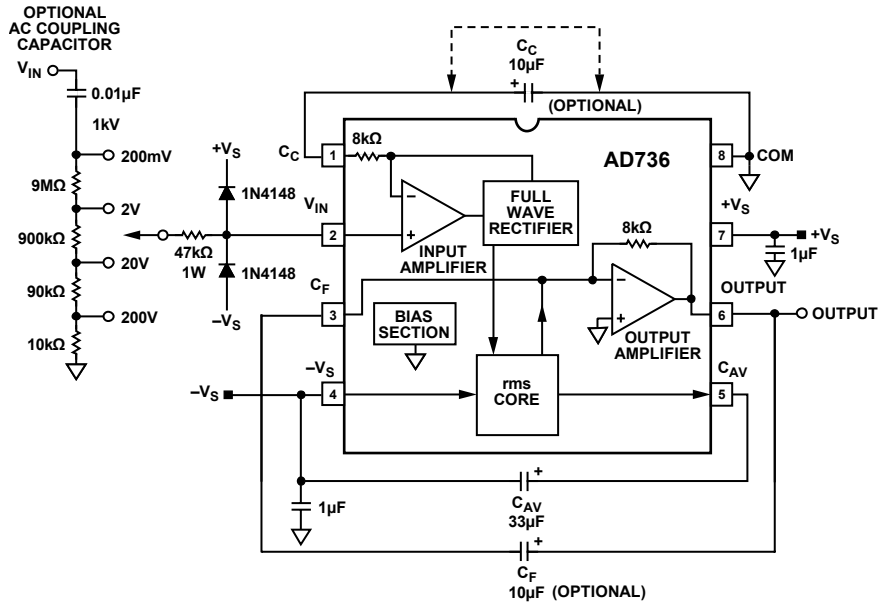 OPTIONAL
AC COUPLING
CAPACITOR
V_IN
0.01µF
1kV
200mV
9MΩ
2V
900kΩ
20V
90kΩ
200V
10kΩ
+V_S
1N4148
47kΩ
1W
1N4148
–V_S
C_C
10µF
+
(OPTIONAL)
C_C
1
8kΩ
AD736
8
COM
V_IN
2
–
+
INPUT
AMPLIFIER
FULL
WAVE
RECTIFIER
+V_S
7
+V_S
1µF
8kΩ
C_F
3
BIAS
SECTION
–
+
OUTPUT
AMPLIFIER
OUTPUT
6
OUTPUT
–V_S
–V_S
4
rms
CORE
C_AV
5
1µF
+
C_AV
33µF
+
C_F
10µF (OPTIONAL)